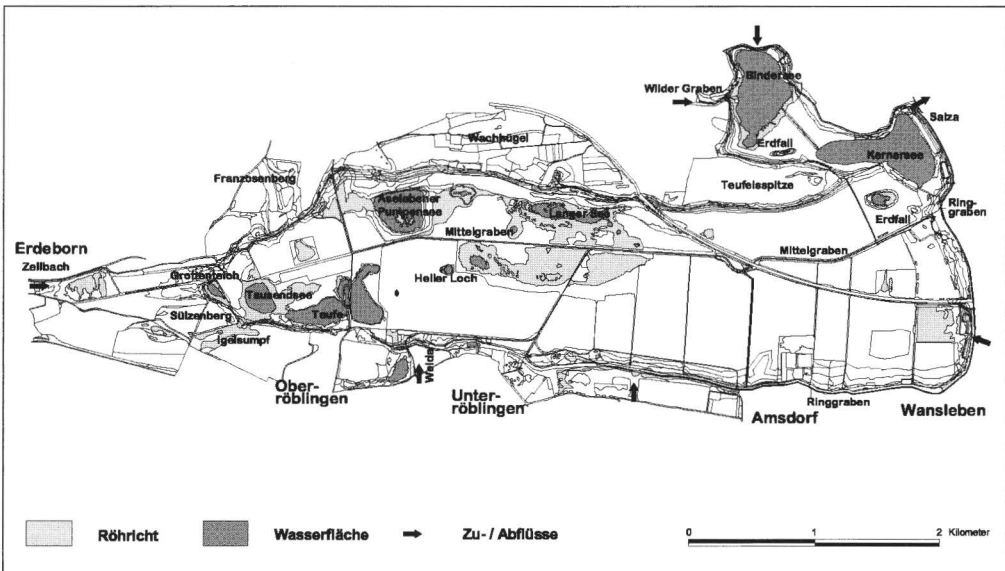 Bindersee
Wilder Graben
Salza
Wachhügel
Erdfall
Kernersee
Franzosenberg
Teufelsspitze
Aselebener
Pumpensee
Langer See
Erdfall
Ring-
graben
Mittelgraben
Mittelgraben
Erdeborn
Zellbach
Grottenteich
Heller Loch
Tausendsee
Sülzenberg
Teufe
Igelsumpf
Weida
Ober-
röblingen
Unter-
röblingen
Ringgraben
Amsdorf
Wansleben
Röhricht
Wasserfläche
Zu- / Abflüsse
0 1 2 Kilometer